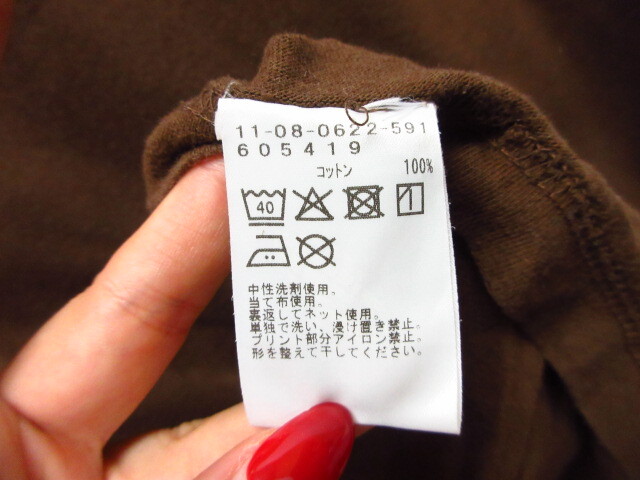 11-08-0622-591
605419
コットン 100%
40
中性洗剤使用。
当て布使用。
裏返してネット使用。
単独で洗い、浸け置き禁止。
プリント部分アイロン禁止。
形を整えて干してください。